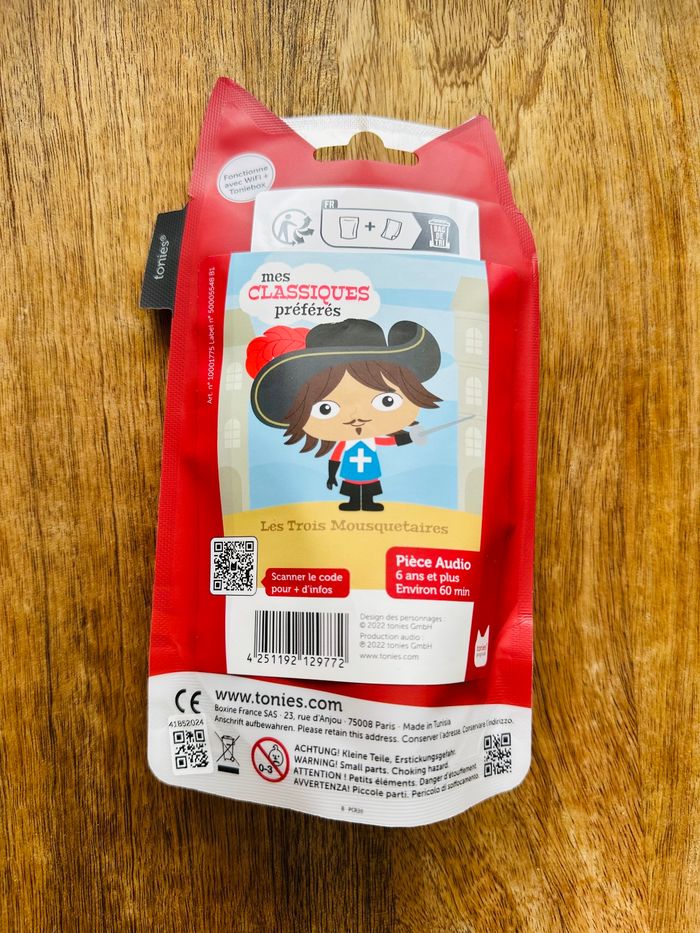 Fonctionne
avec WiFi +
Toniebox
tonies®
FR
+
BAC
DE
TRI
Art. n° 10001775 Label n° 50005548 B1
mes
CLASSIQUES
préférés
Les Trois Mousquetaires
Pièce Audio
6 ans et plus
Environ 60 min
Scanner le code
pour + d'infos
Design des personnages :
© 2022 tonies GmbH
Production audio :
℗ 2022 tonies GmbH
www.tonies.com
4 251192 129772
tonies
CE
www.tonies.com
Boxine France SAS · 23, rue d'Anjou · 75008 Paris · Made in Tunisia
Anschrift aufbewahren. Please retain this address. Conserver l'adresse. Conservare l'indirizzo.
41852024
0-3
ACHTUNG! Kleine Teile, Erstickungsgefahr.
WARNING! Small parts. Choking hazard.
ATTENTION ! Petits éléments. Danger d'étouffement.
AVVERTENZA! Piccole parti. Pericolo di soffocamento.